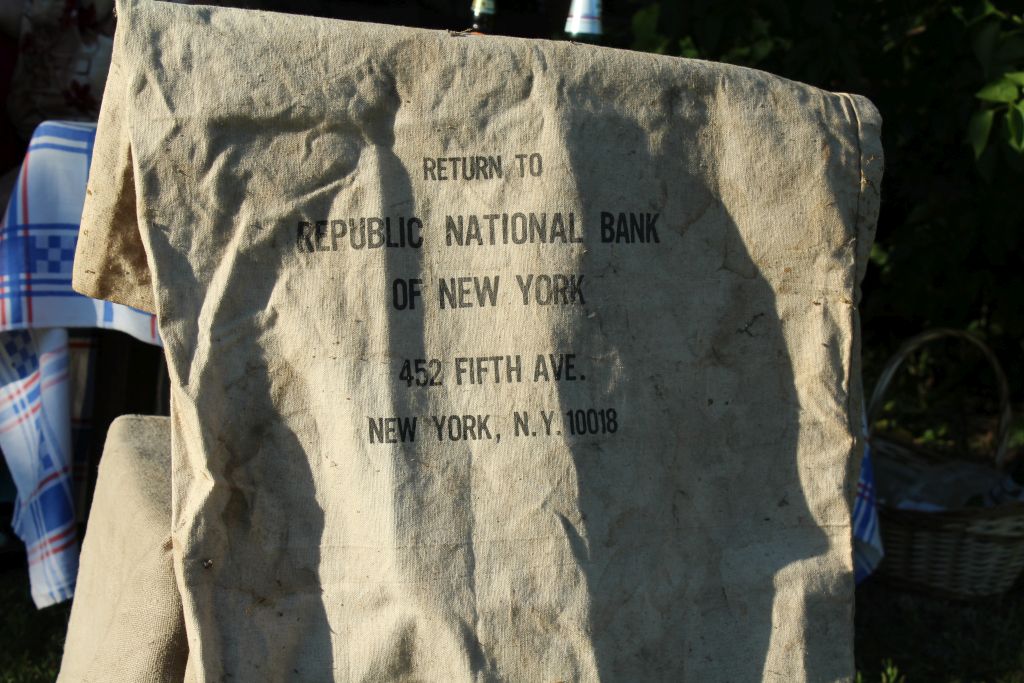 RETURN TO
REPUBLIC NATIONAL BANK
OF NEW YORK
452 FIFTH AVE.
NEW YORK, N.Y. 10018